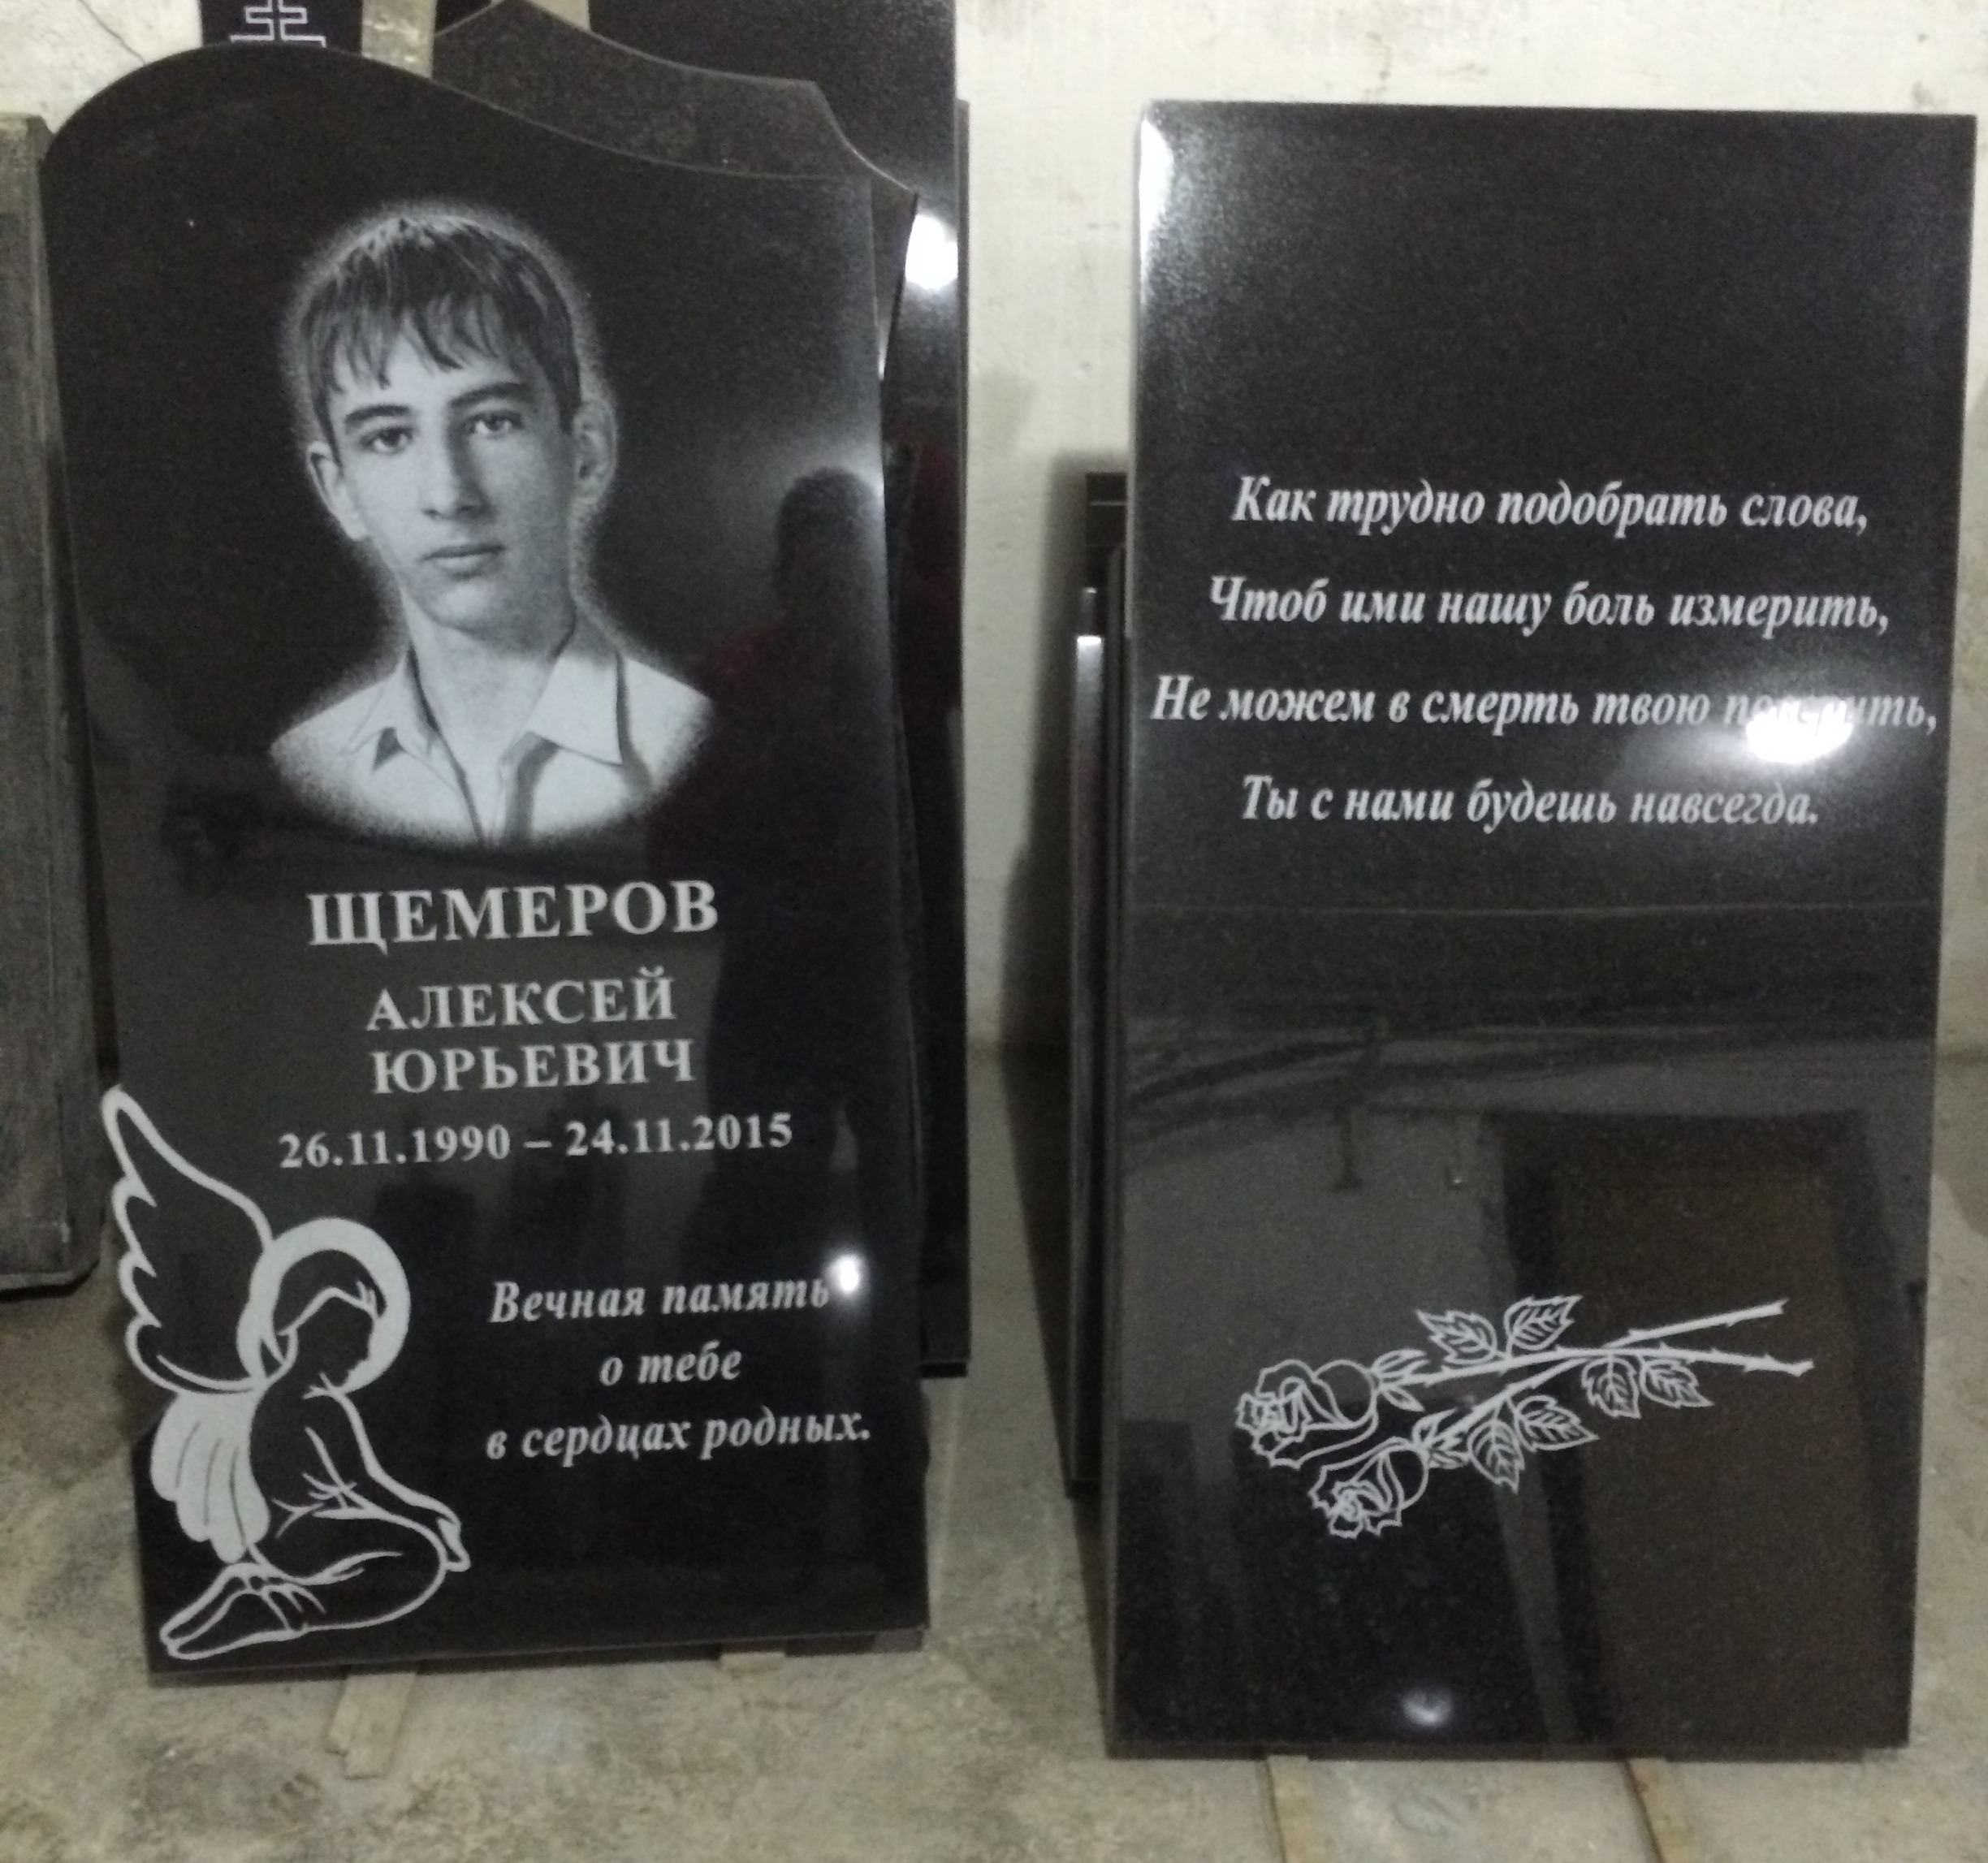 ЩЕМЕРОВ
АЛЕКСЕЙ
ЮРЬЕВИЧ
26.11.1990 – 24.11.2015
Вечная память
о тебе
в сердцах родных.
Как трудно подобрать слова,
Чтоб ими нашу боль измерить,
Не можем в смерть твою поверить,
Ты с нами будешь навсегда.